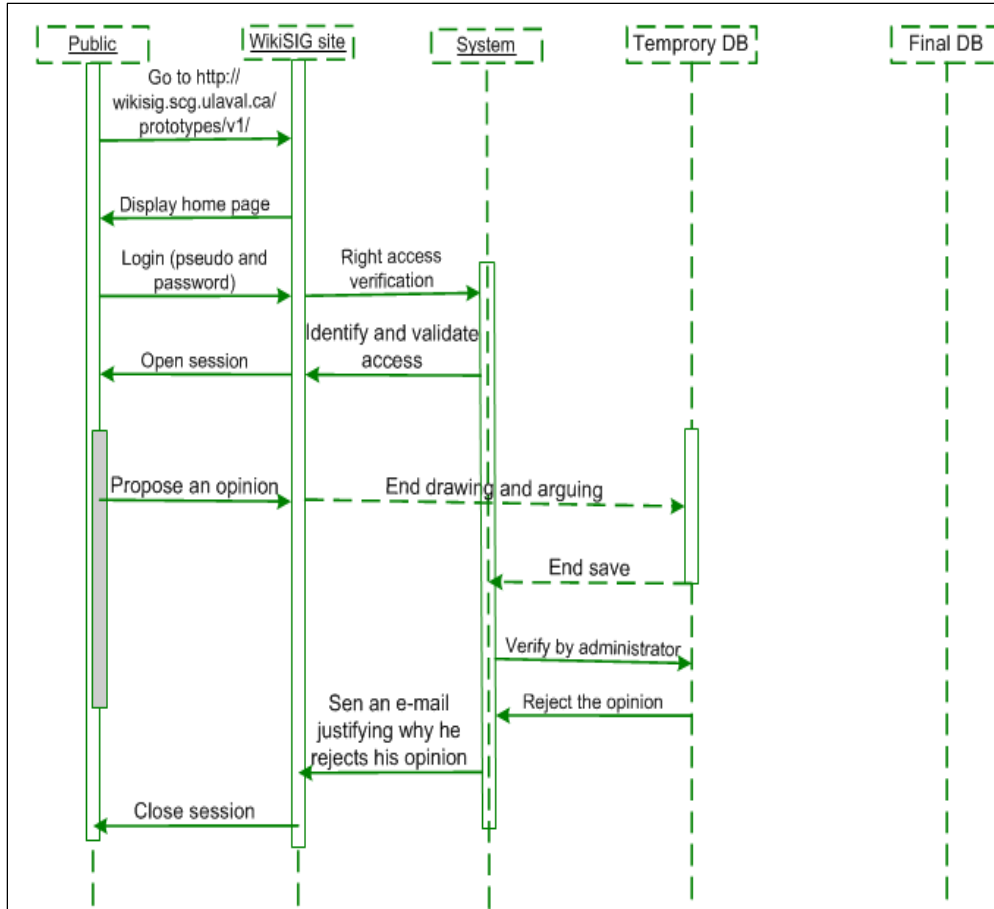 Public
WikiSIG site
System
Temprory DB
Final DB
Go to http://
wikisig.scg.ulaval.ca/
prototypes/v1/
Display home page
Login (pseudo and
password)
Right access
verification
Identify and validate
access
Open session
Propose an opinion
End drawing and arguing
End save
Verify by administrator
Reject the opinion
Sen an e-mail
justifying why he
rejects his opinion
Close session